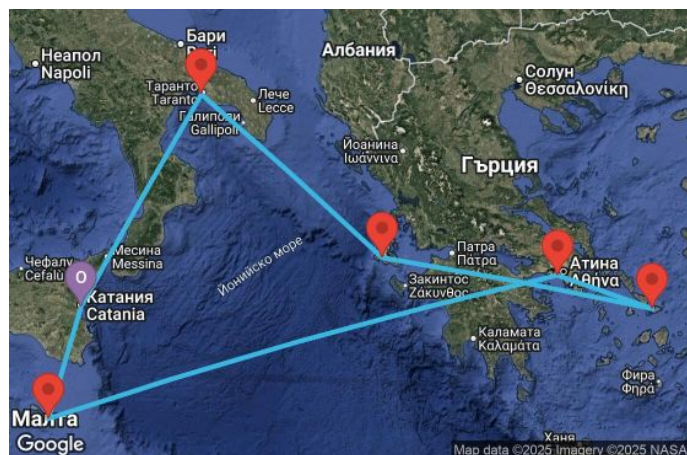 Неапол
Napoli
Бари
Bari
Таранто
Taranto
Лече
Lecce
Галиполи
Gallipoli
Албания
Солун
Θεσσαλονίκη
Йоанина
Ιωάννινα
Гърция
Месина
Messina
Чефалу
Cefalù
O
Катания
Catania
Йонийско море
Патра
Πάτρα
Закинтос
Ζάκυνθος
Атина
Αθήνα
Каламата
Καλαμάτα
Фира
Φηρά
Малта
Ханя
Google
Map data ©2025 Imagery ©2025 NASA